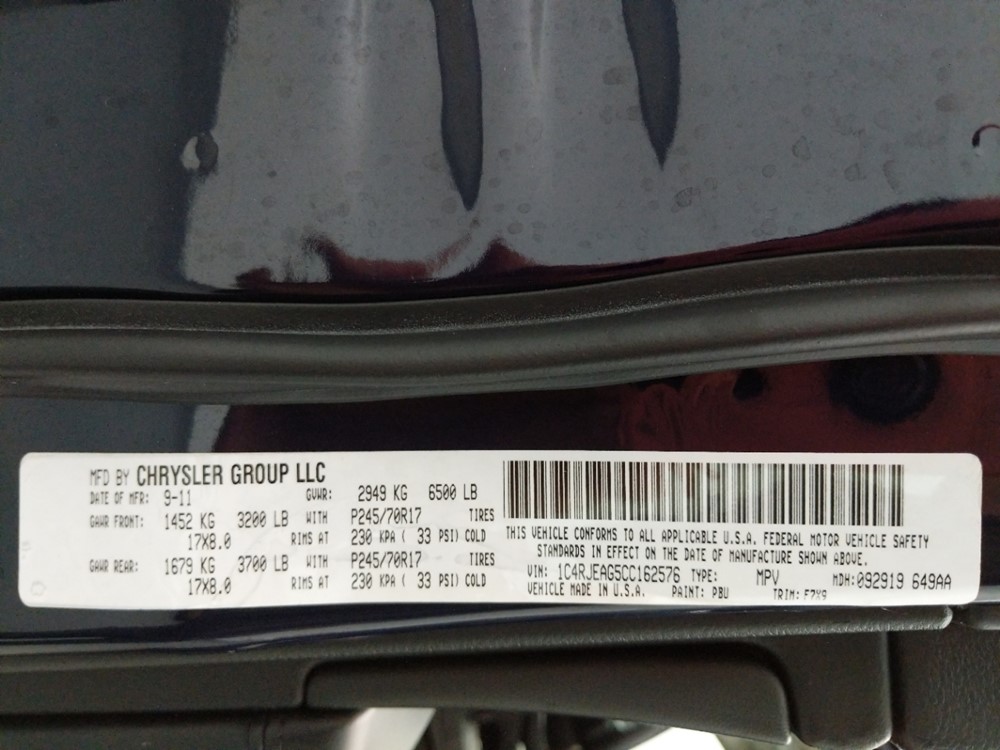 MFD BY CHRYSLER GROUP LLC
DATE OF MFR: 9-11 GVWR: 2949 KG 6500 LB
GAWR FRONT: 1452 KG 3200 LB WITH P245/70R17 TIRES
17X8.0 RIMS AT 230 KPA ( 33 PSI) COLD
GAWR REAR: 1679 KG 3700 LB WITH P245/70R17 TIRES
17X8.0 RIMS AT 230 KPA ( 33 PSI) COLD
THIS VEHICLE CONFORMS TO ALL APPLICABLE U.S.A. FEDERAL MOTOR VEHICLE SAFETY
STANDARDS IN EFFECT ON THE DATE OF MANUFACTURE SHOWN ABOVE.
VIN: 1C4RJEAG5CC162576 TYPE: MPV MDH:092919 649AA
VEHICLE MADE IN U.S.A. PAINT: PBU TRIM: